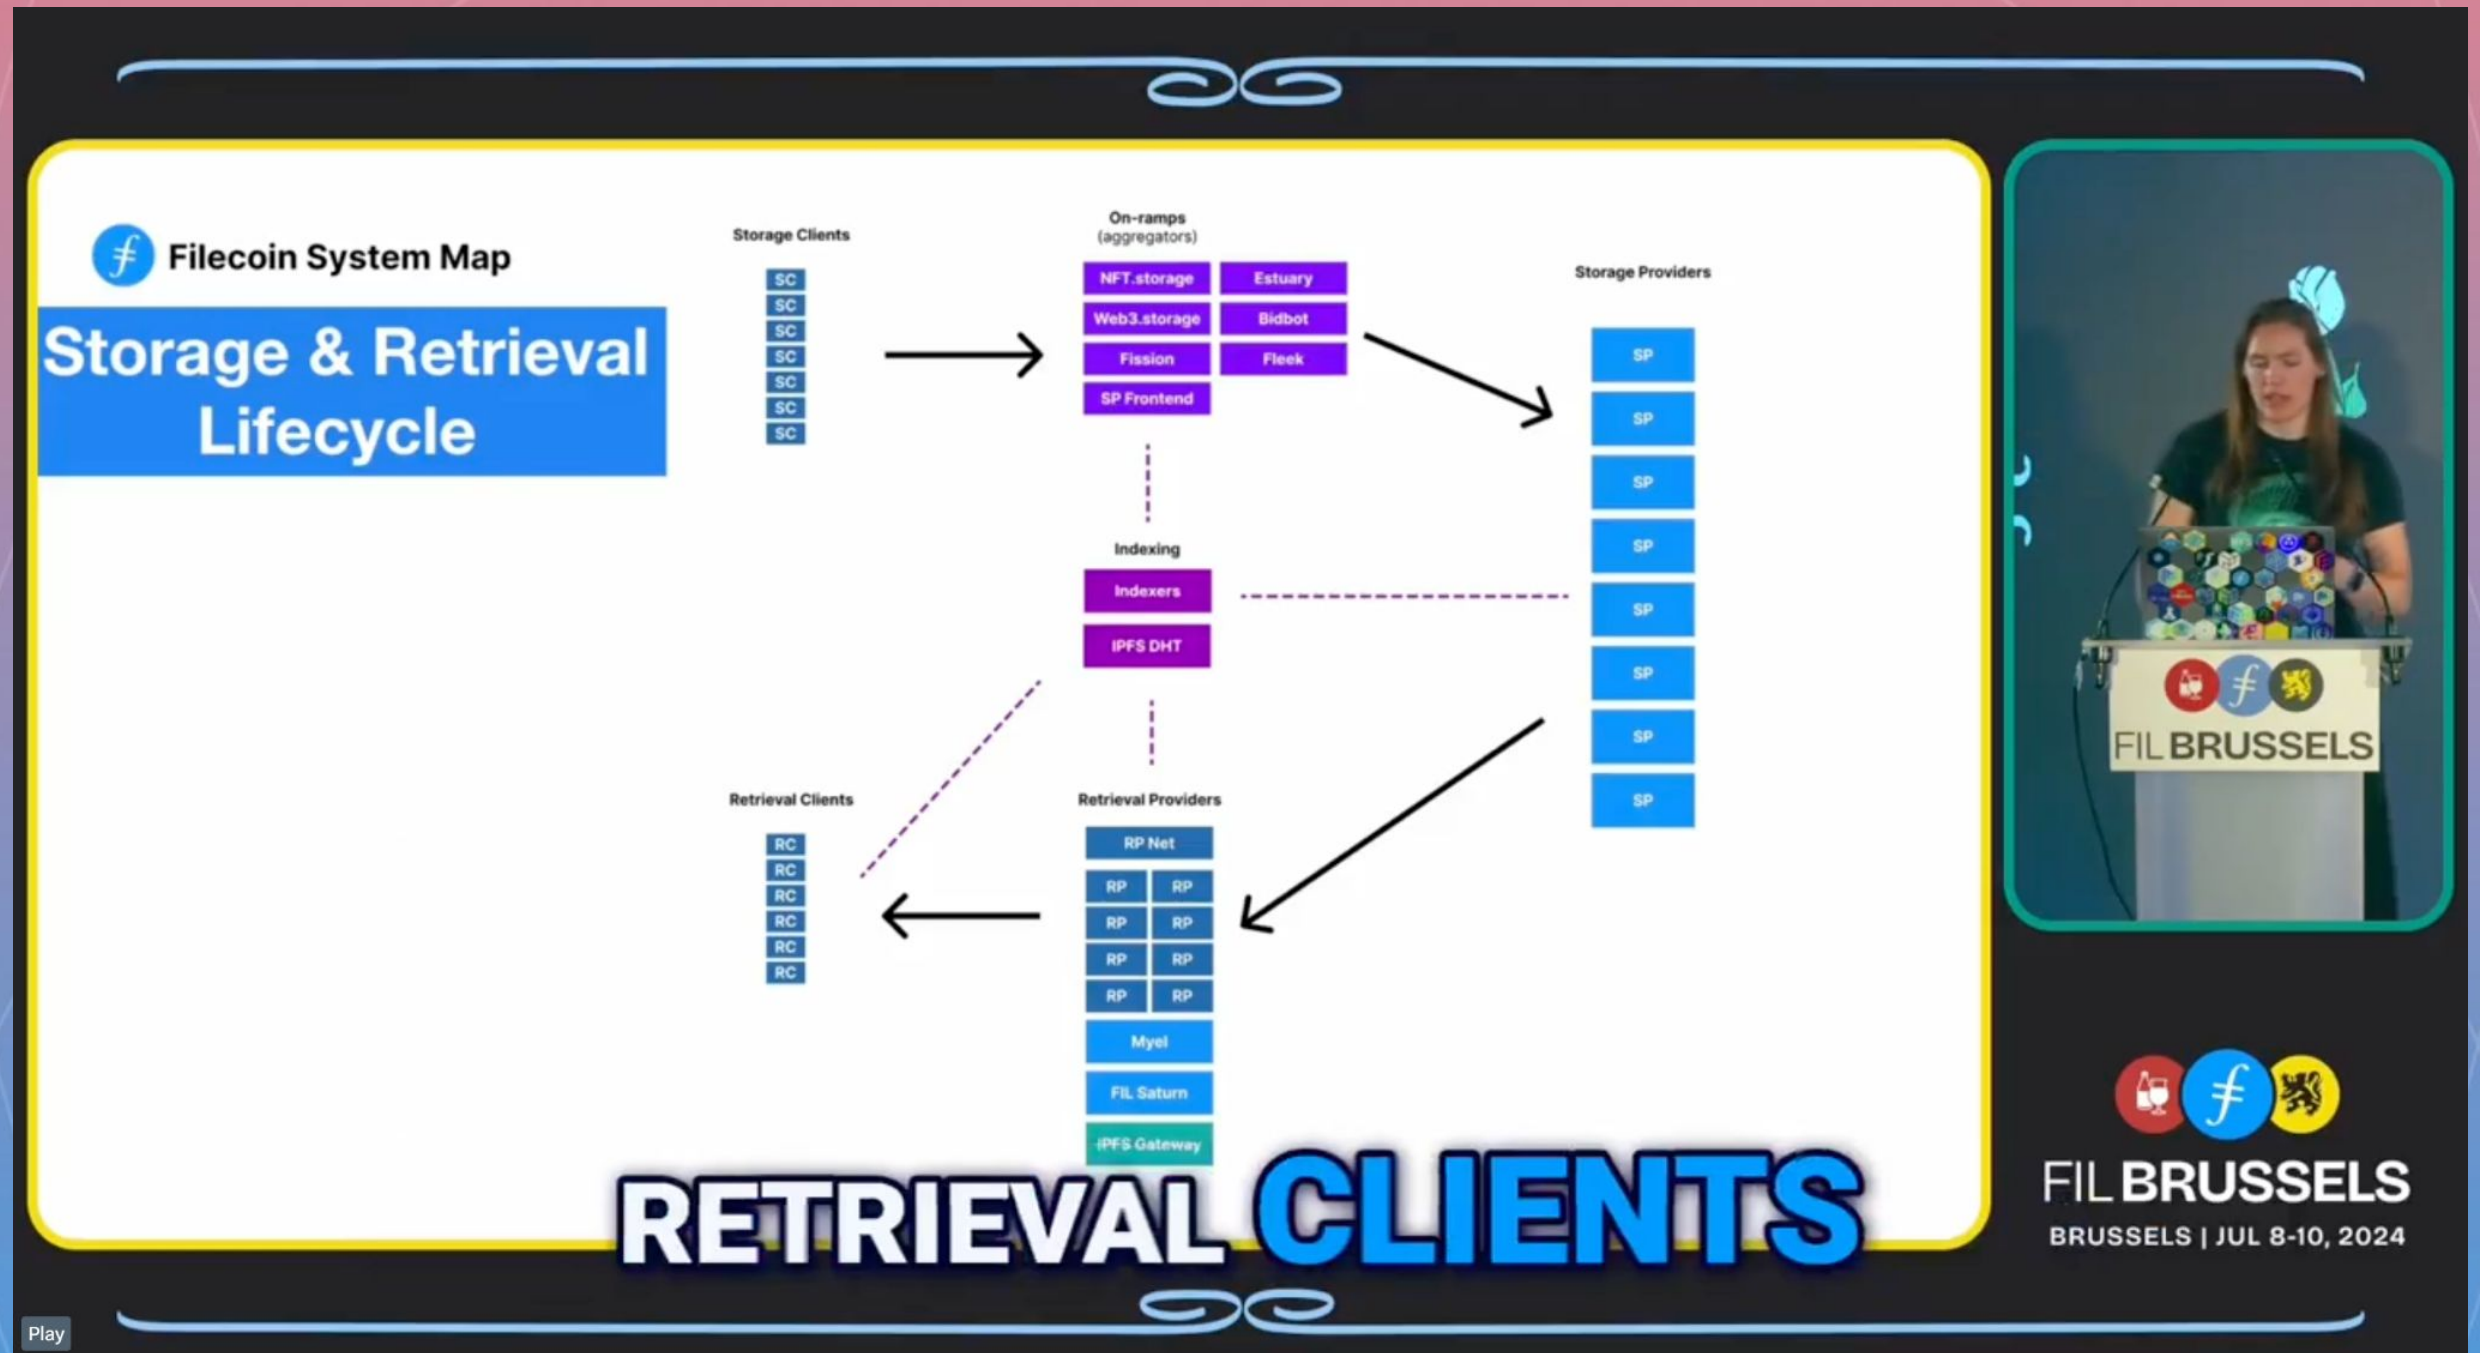 Filecoin System Map
Storage & Retrieval
Lifecycle
Storage Clients
SC
SC
SC
SC
SC
SC
SC
On-ramps
(aggregators)
NFT.storage
Estuary
Web3.storage
Bidbot
Fission
Fleek
SP Frontend
Storage Providers
SP
SP
SP
SP
SP
SP
SP
SP
Indexing
Indexers
IPFS DHT
Retrieval Clients
RC
RC
RC
RC
RC
RC
Retrieval Providers
RP Net
RP RP
RP RP
RP RP
RP RP
Myel
FIL Saturn
IPFS Gateway
RETRIEVAL CLIENTS
FIL BRUSSELS
FIL BRUSSELS
BRUSSELS | JUL 8-10, 2024
Play